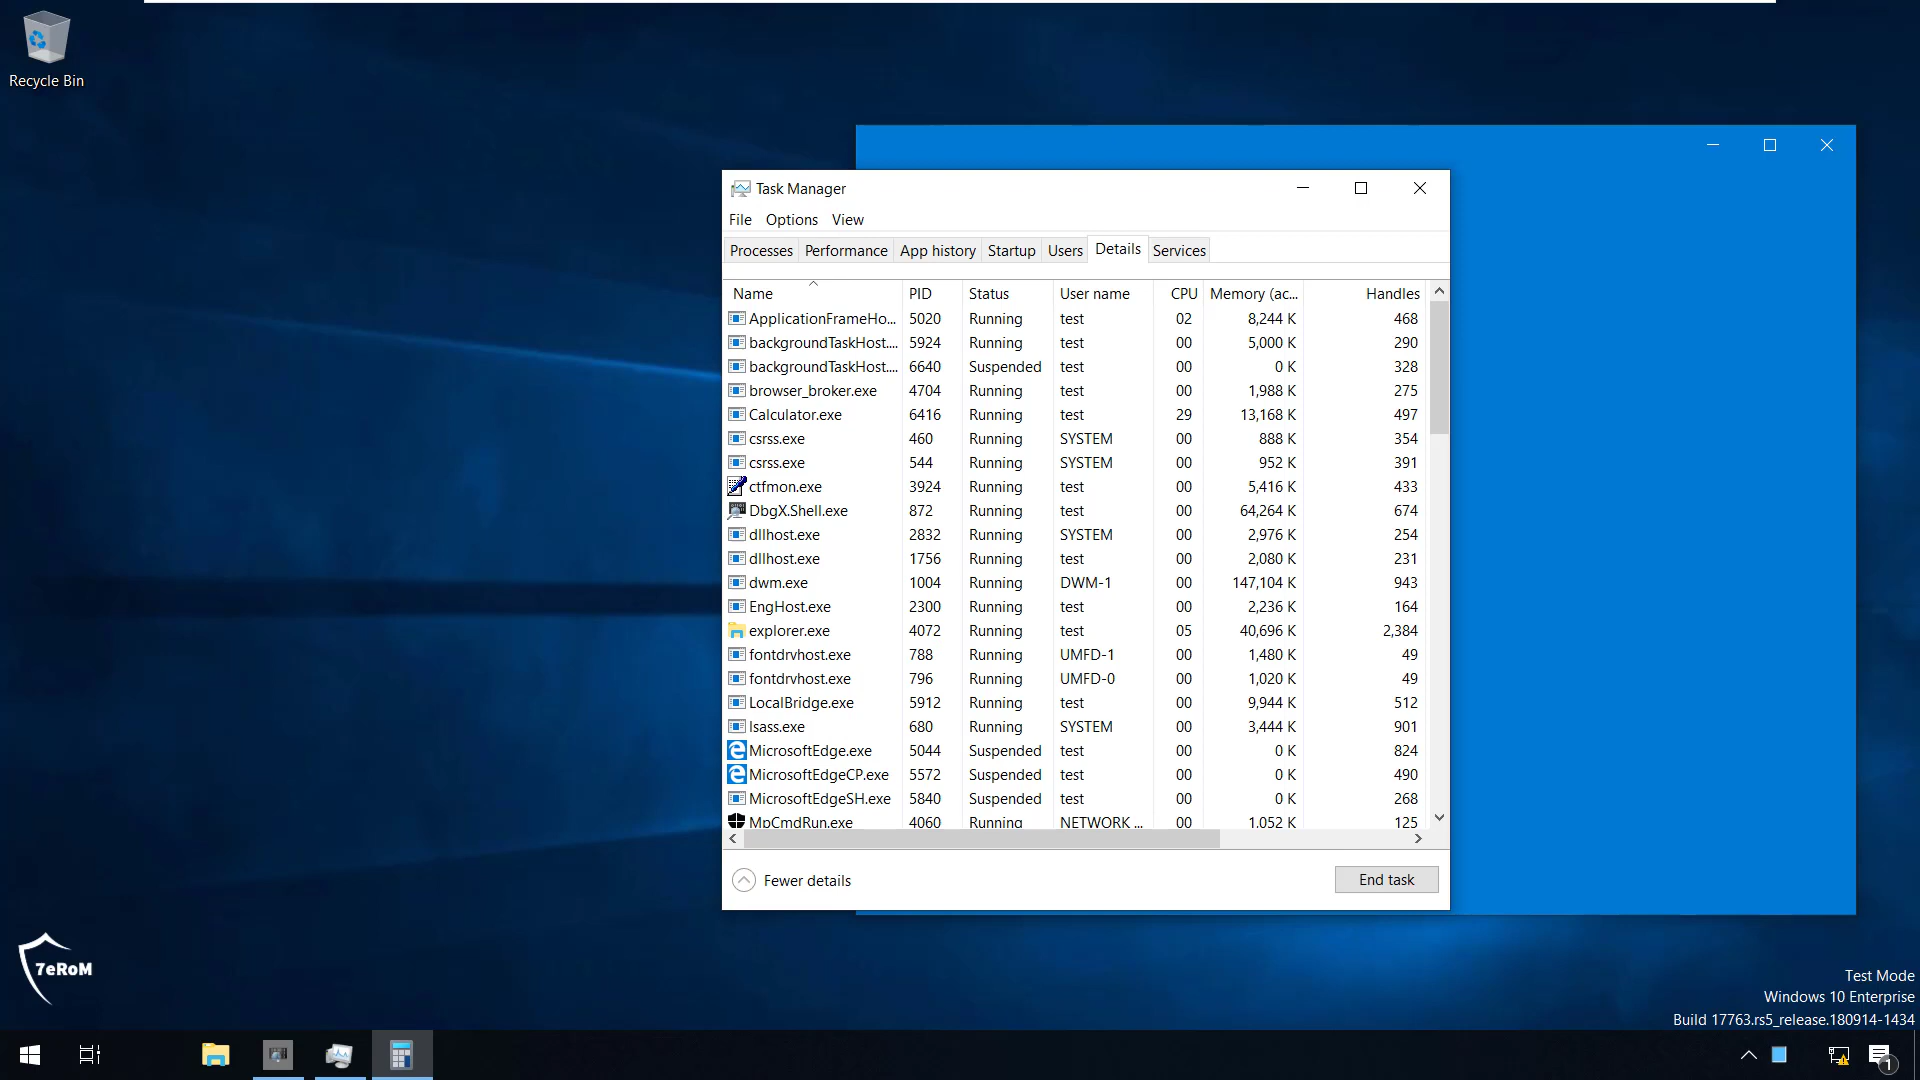 Recycle Bin
Task Manager
File Options View
Processes Performance App history Startup Users Details Services
Name PID Status User name CPU Memory (ac... Handles
ApplicationFrameHo... 5020 Running test 02 8,244 K 468
backgroundTaskHost.... 5924 Running test 00 5,000 K 290
backgroundTaskHost.... 6640 Suspended test 00 0 K 328
browser_broker.exe 4704 Running test 00 1,988 K 275
Calculator.exe 6416 Running test 29 13,168 K 497
csrss.exe 460 Running SYSTEM 00 888 K 354
csrss.exe 544 Running SYSTEM 00 952 K 391
ctfmon.exe 3924 Running test 00 5,416 K 433
DbgX.Shell.exe 872 Running test 00 64,264 K 674
dllhost.exe 2832 Running SYSTEM 00 2,976 K 254
dllhost.exe 1756 Running test 00 2,080 K 231
dwm.exe 1004 Running DWM-1 00 147,104 K 943
EngHost.exe 2300 Running test 00 2,236 K 164
explorer.exe 4072 Running test 05 40,696 K 2,384
fontdrvhost.exe 788 Running UMFD-1 00 1,480 K 49
fontdrvhost.exe 796 Running UMFD-0 00 1,020 K 49
LocalBridge.exe 5912 Running test 00 9,944 K 512
lsass.exe 680 Running SYSTEM 00 3,444 K 901
MicrosoftEdge.exe 5044 Suspended test 00 0 K 824
MicrosoftEdgeCP.exe 5572 Suspended test 00 0 K 490
MicrosoftEdgeSH.exe 5840 Suspended test 00 0 K 268
MpCmdRun.exe 4060 Running NETWORK ... 00 1,052 K 125
Fewer details End task
7eRoM
Test Mode
Windows 10 Enterprise
Build 17763.rs5_release.180914-1434
1